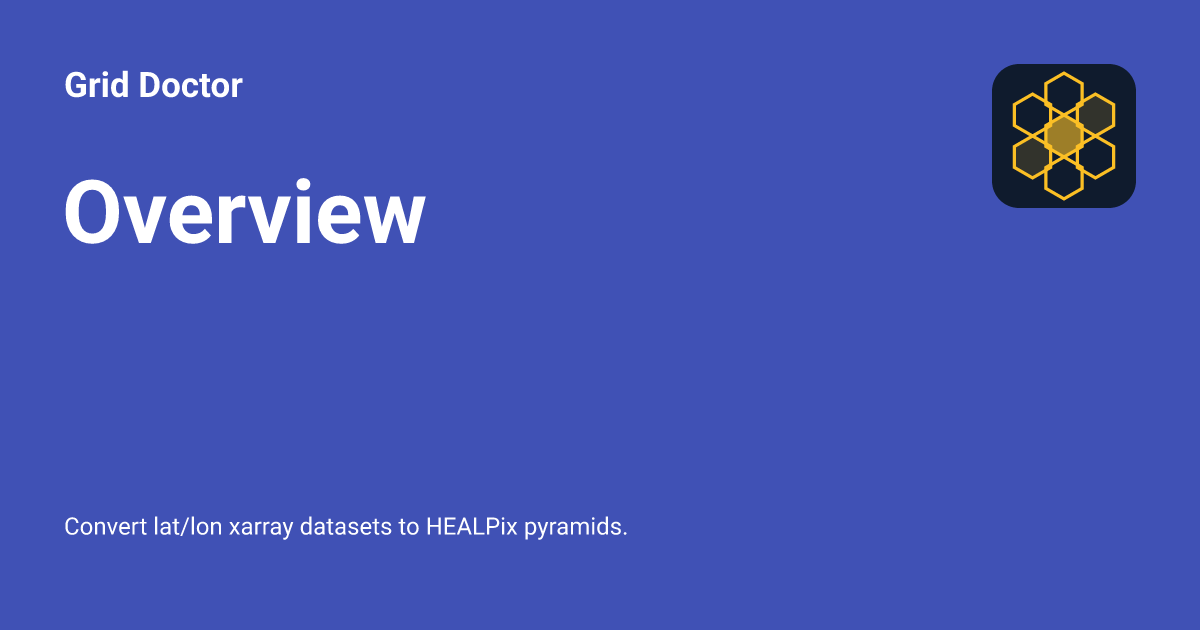 Grid Doctor
Overview
Convert lat/lon xarray datasets to HEALPix pyramids.